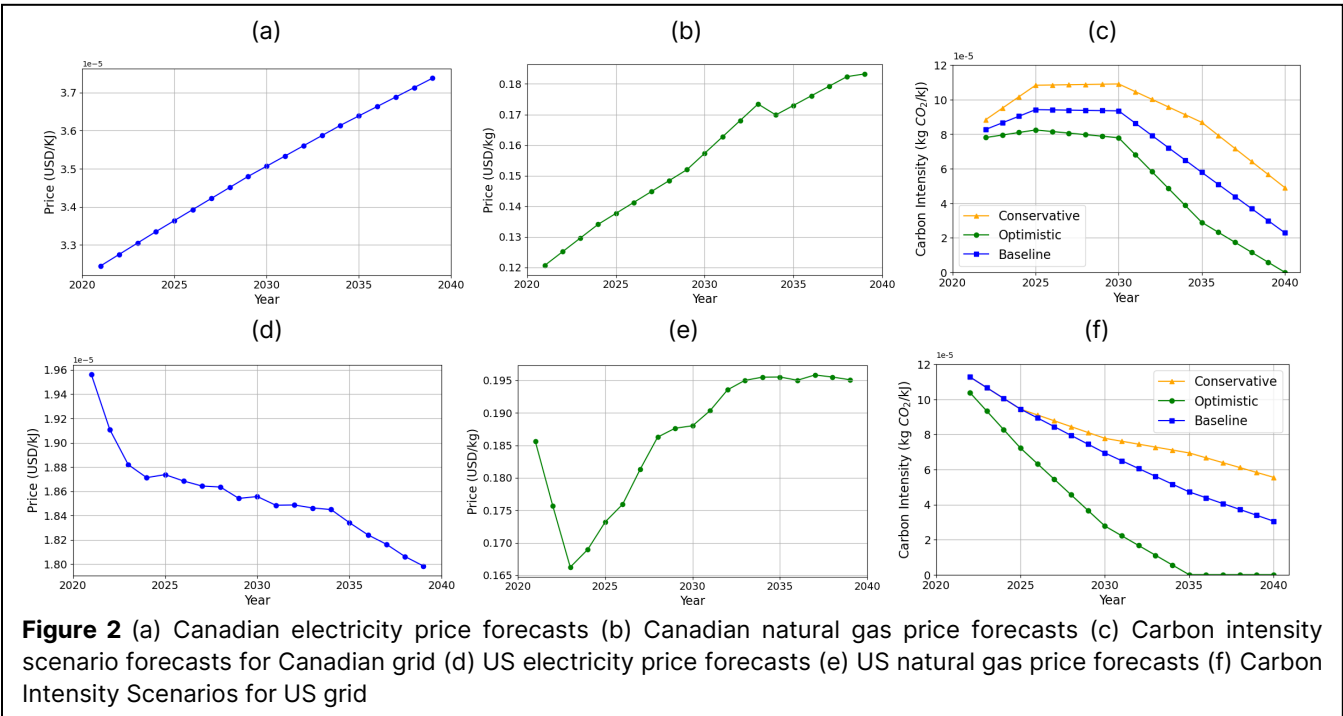 (a)
1e-5
3.7
3.6
3.5
3.4
3.3
Price (USD/KJ)
2020 2025 2030 2035 2040
Year
(b)
0.18
0.17
0.16
0.15
0.14
0.13
0.12
Price (USD/kg)
2020 2025 2030 2035 2040
Year
(c)
1e-5
12
10
8
6
4
2
0
Carbon Intensity (kg CO₂/kJ)
Conservative
Optimistic
Baseline
2020 2025 2030 2035 2040
Year
(d)
1e-5
1.96
1.94
1.92
1.90
1.88
1.86
1.84
1.82
1.80
Price (USD/kJ)
2020 2025 2030 2035 2040
Year
(e)
0.195
0.190
0.185
0.180
0.175
0.170
0.165
Price (USD/kg)
2020 2025 2030 2035 2040
Year
(f)
1e-5
12
10
8
6
4
2
0
Carbon Intensity (kg CO₂/kJ)
Conservative
Optimistic
Baseline
2020 2025 2030 2035 2040
Year
Figure 2 (a) Canadian electricity price forecasts (b) Canadian natural gas price forecasts (c) Carbon intensity
scenario forecasts for Canadian grid (d) US electricity price forecasts (e) US natural gas price forecasts (f) Carbon
Intensity Scenarios for US grid